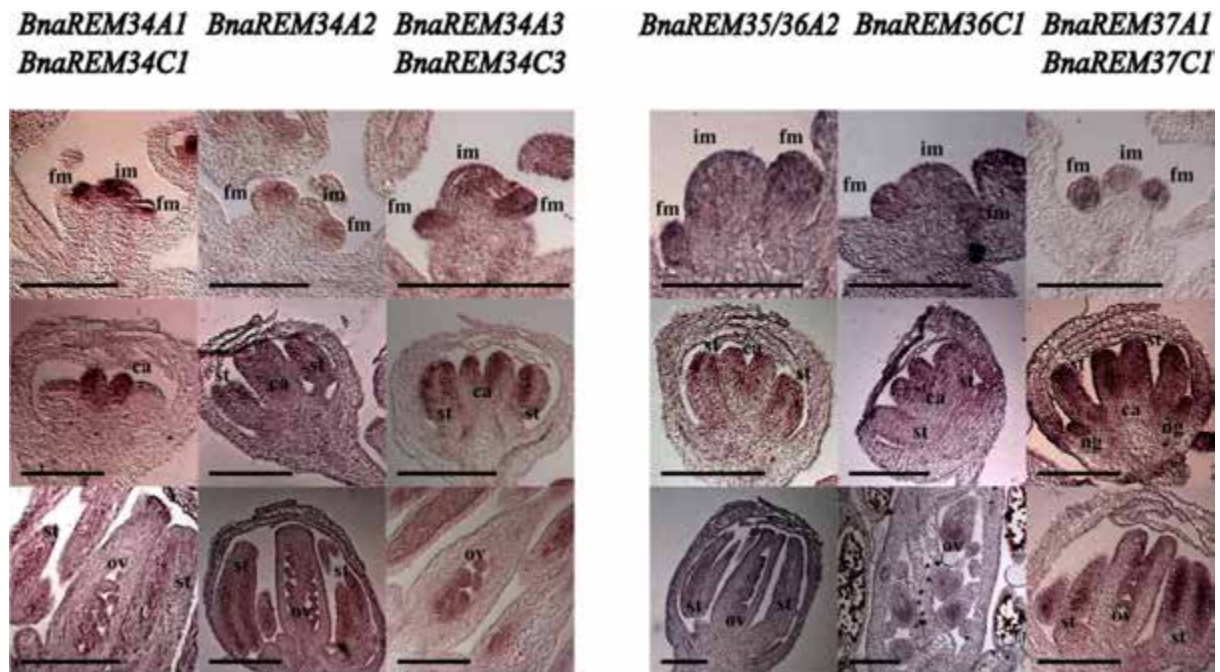 BnaREM34A1 BnaREM34A2 BnaREM34A3 BnaREM35/36A2 BnaREM36C1 BnaREM37A1
BnaREM34C1 BnaREM34C3 BnaREM37C1
im im im
fm fm fm im im fm
fm im fm fm fm
fm fm fm fm
ca st st ca st st st
st ca ca ca
st st st ng ng
st ov ov ov
st st st st st st
ov ov ov